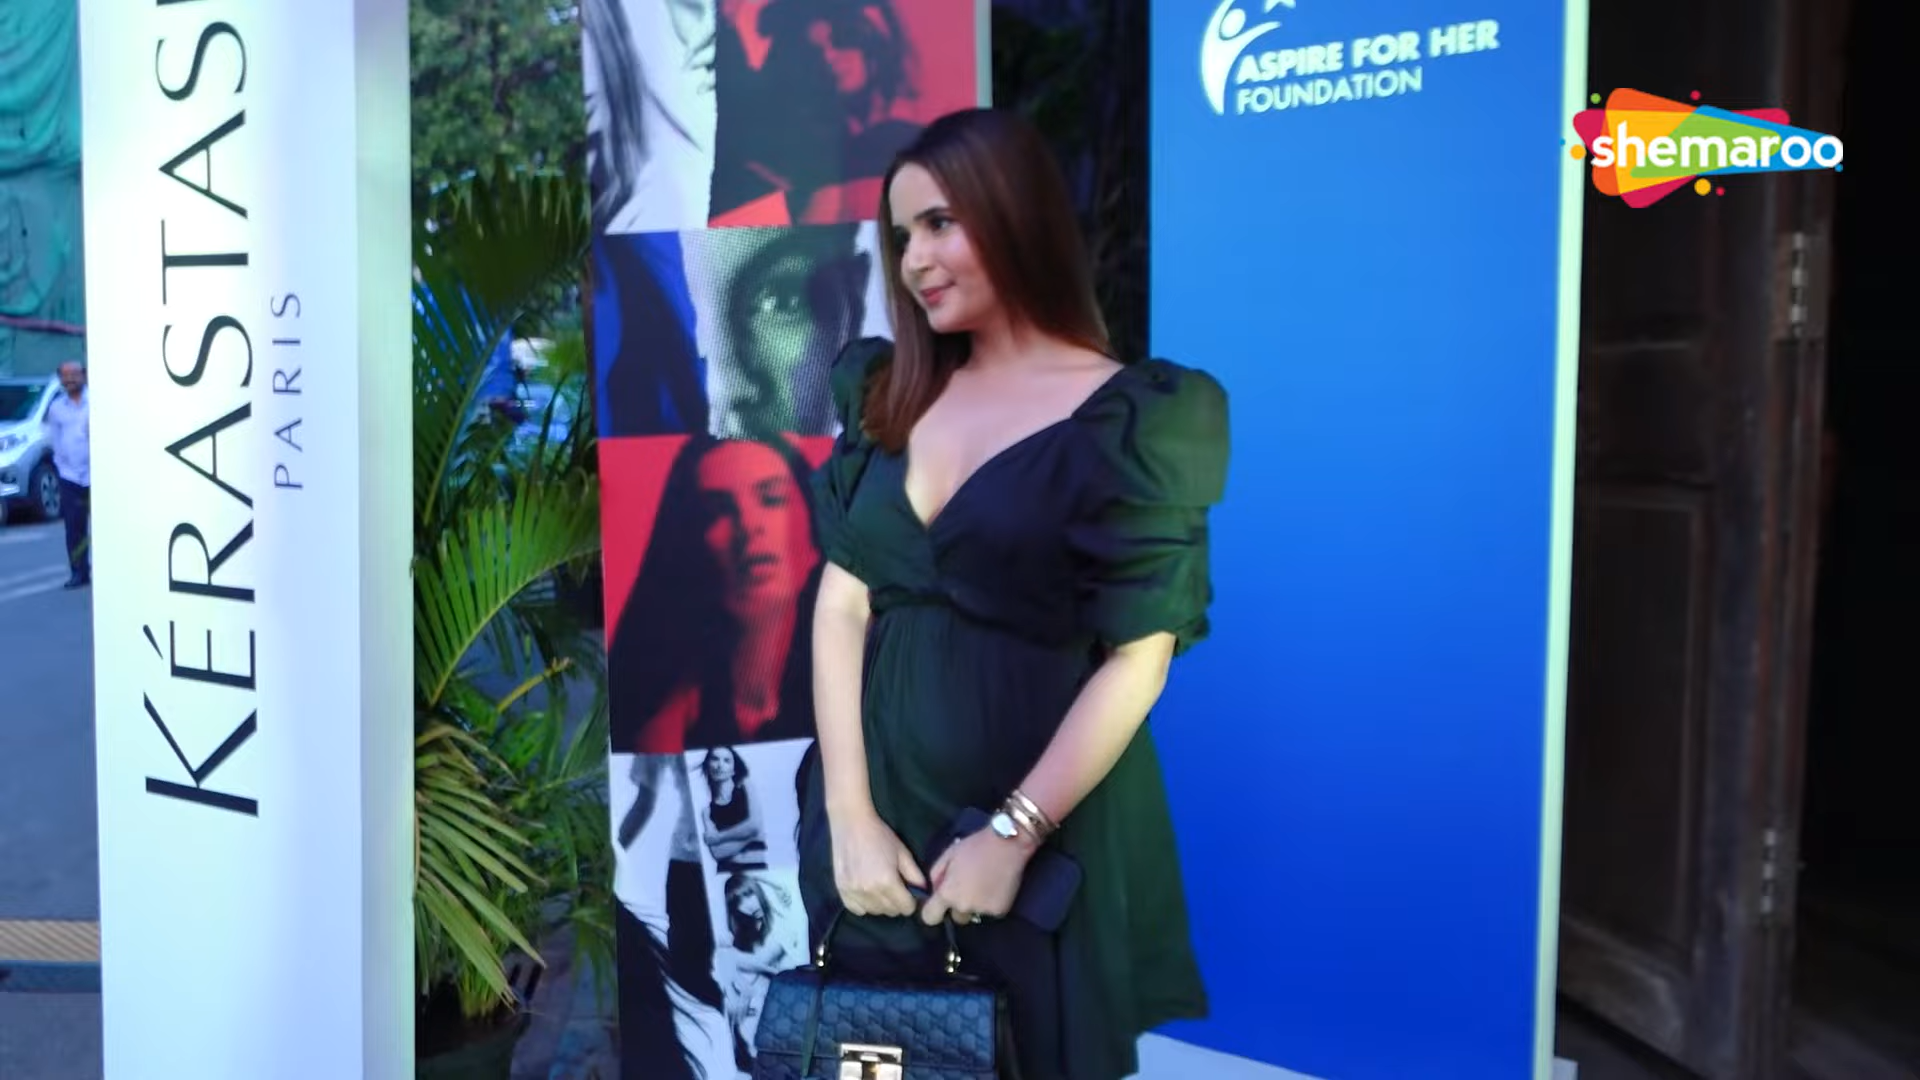 KÉRASTAS
PARIS
ASPIRE FOR HER
FOUNDATION
shemaroo